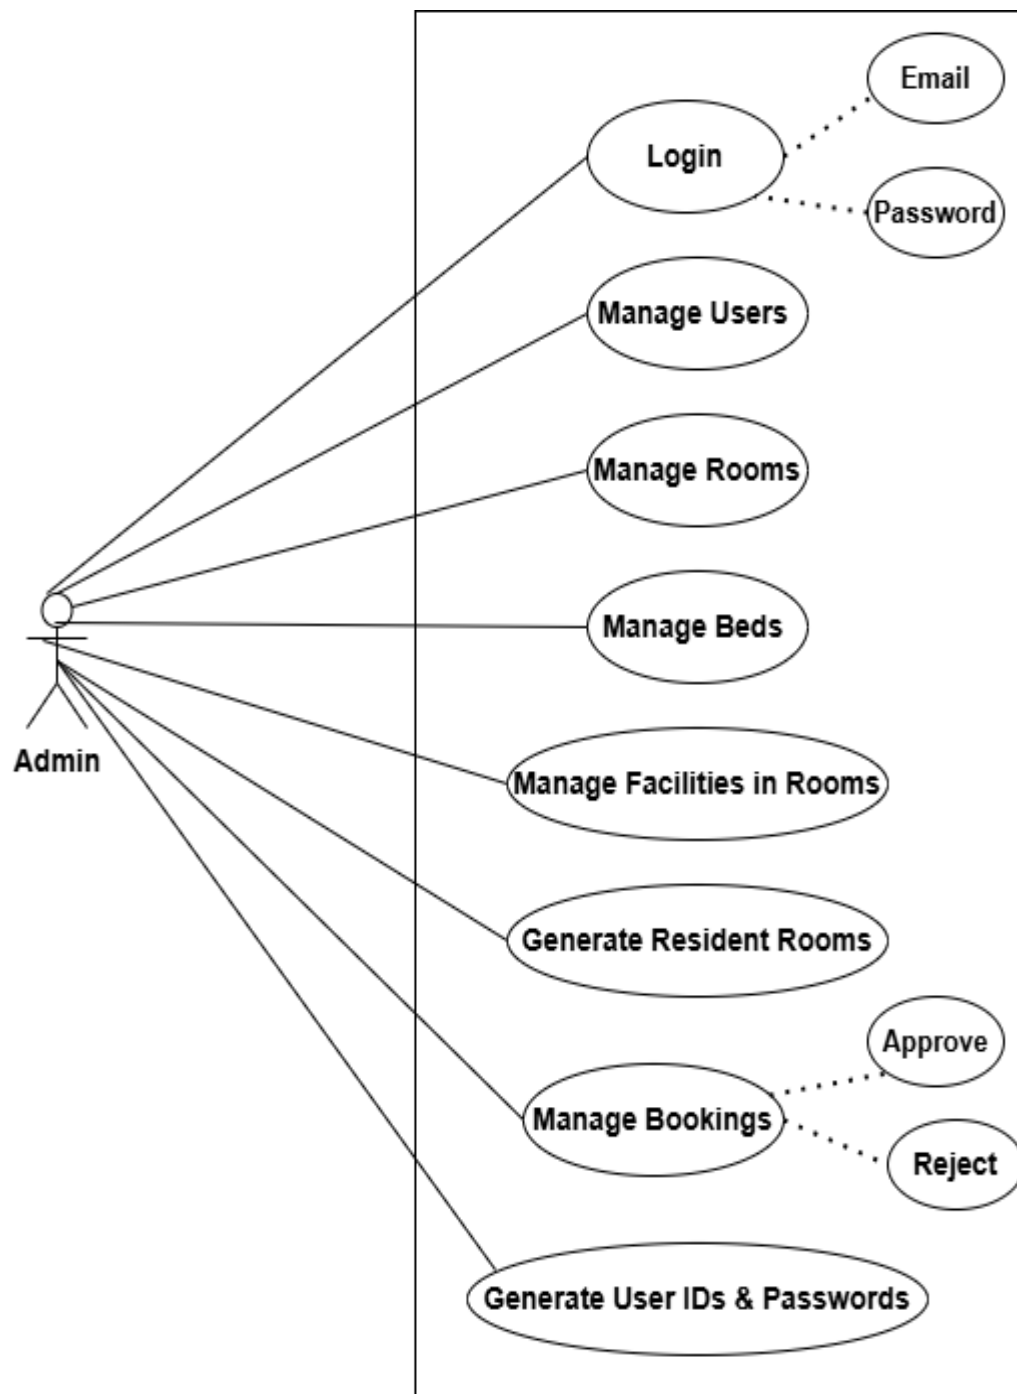 Email
Login
Password
Manage Users
Manage Rooms
Manage Beds
Admin
Manage Facilities in Rooms
Generate Resident Rooms
Approve
Manage Bookings
Reject
Generate User IDs & Passwords